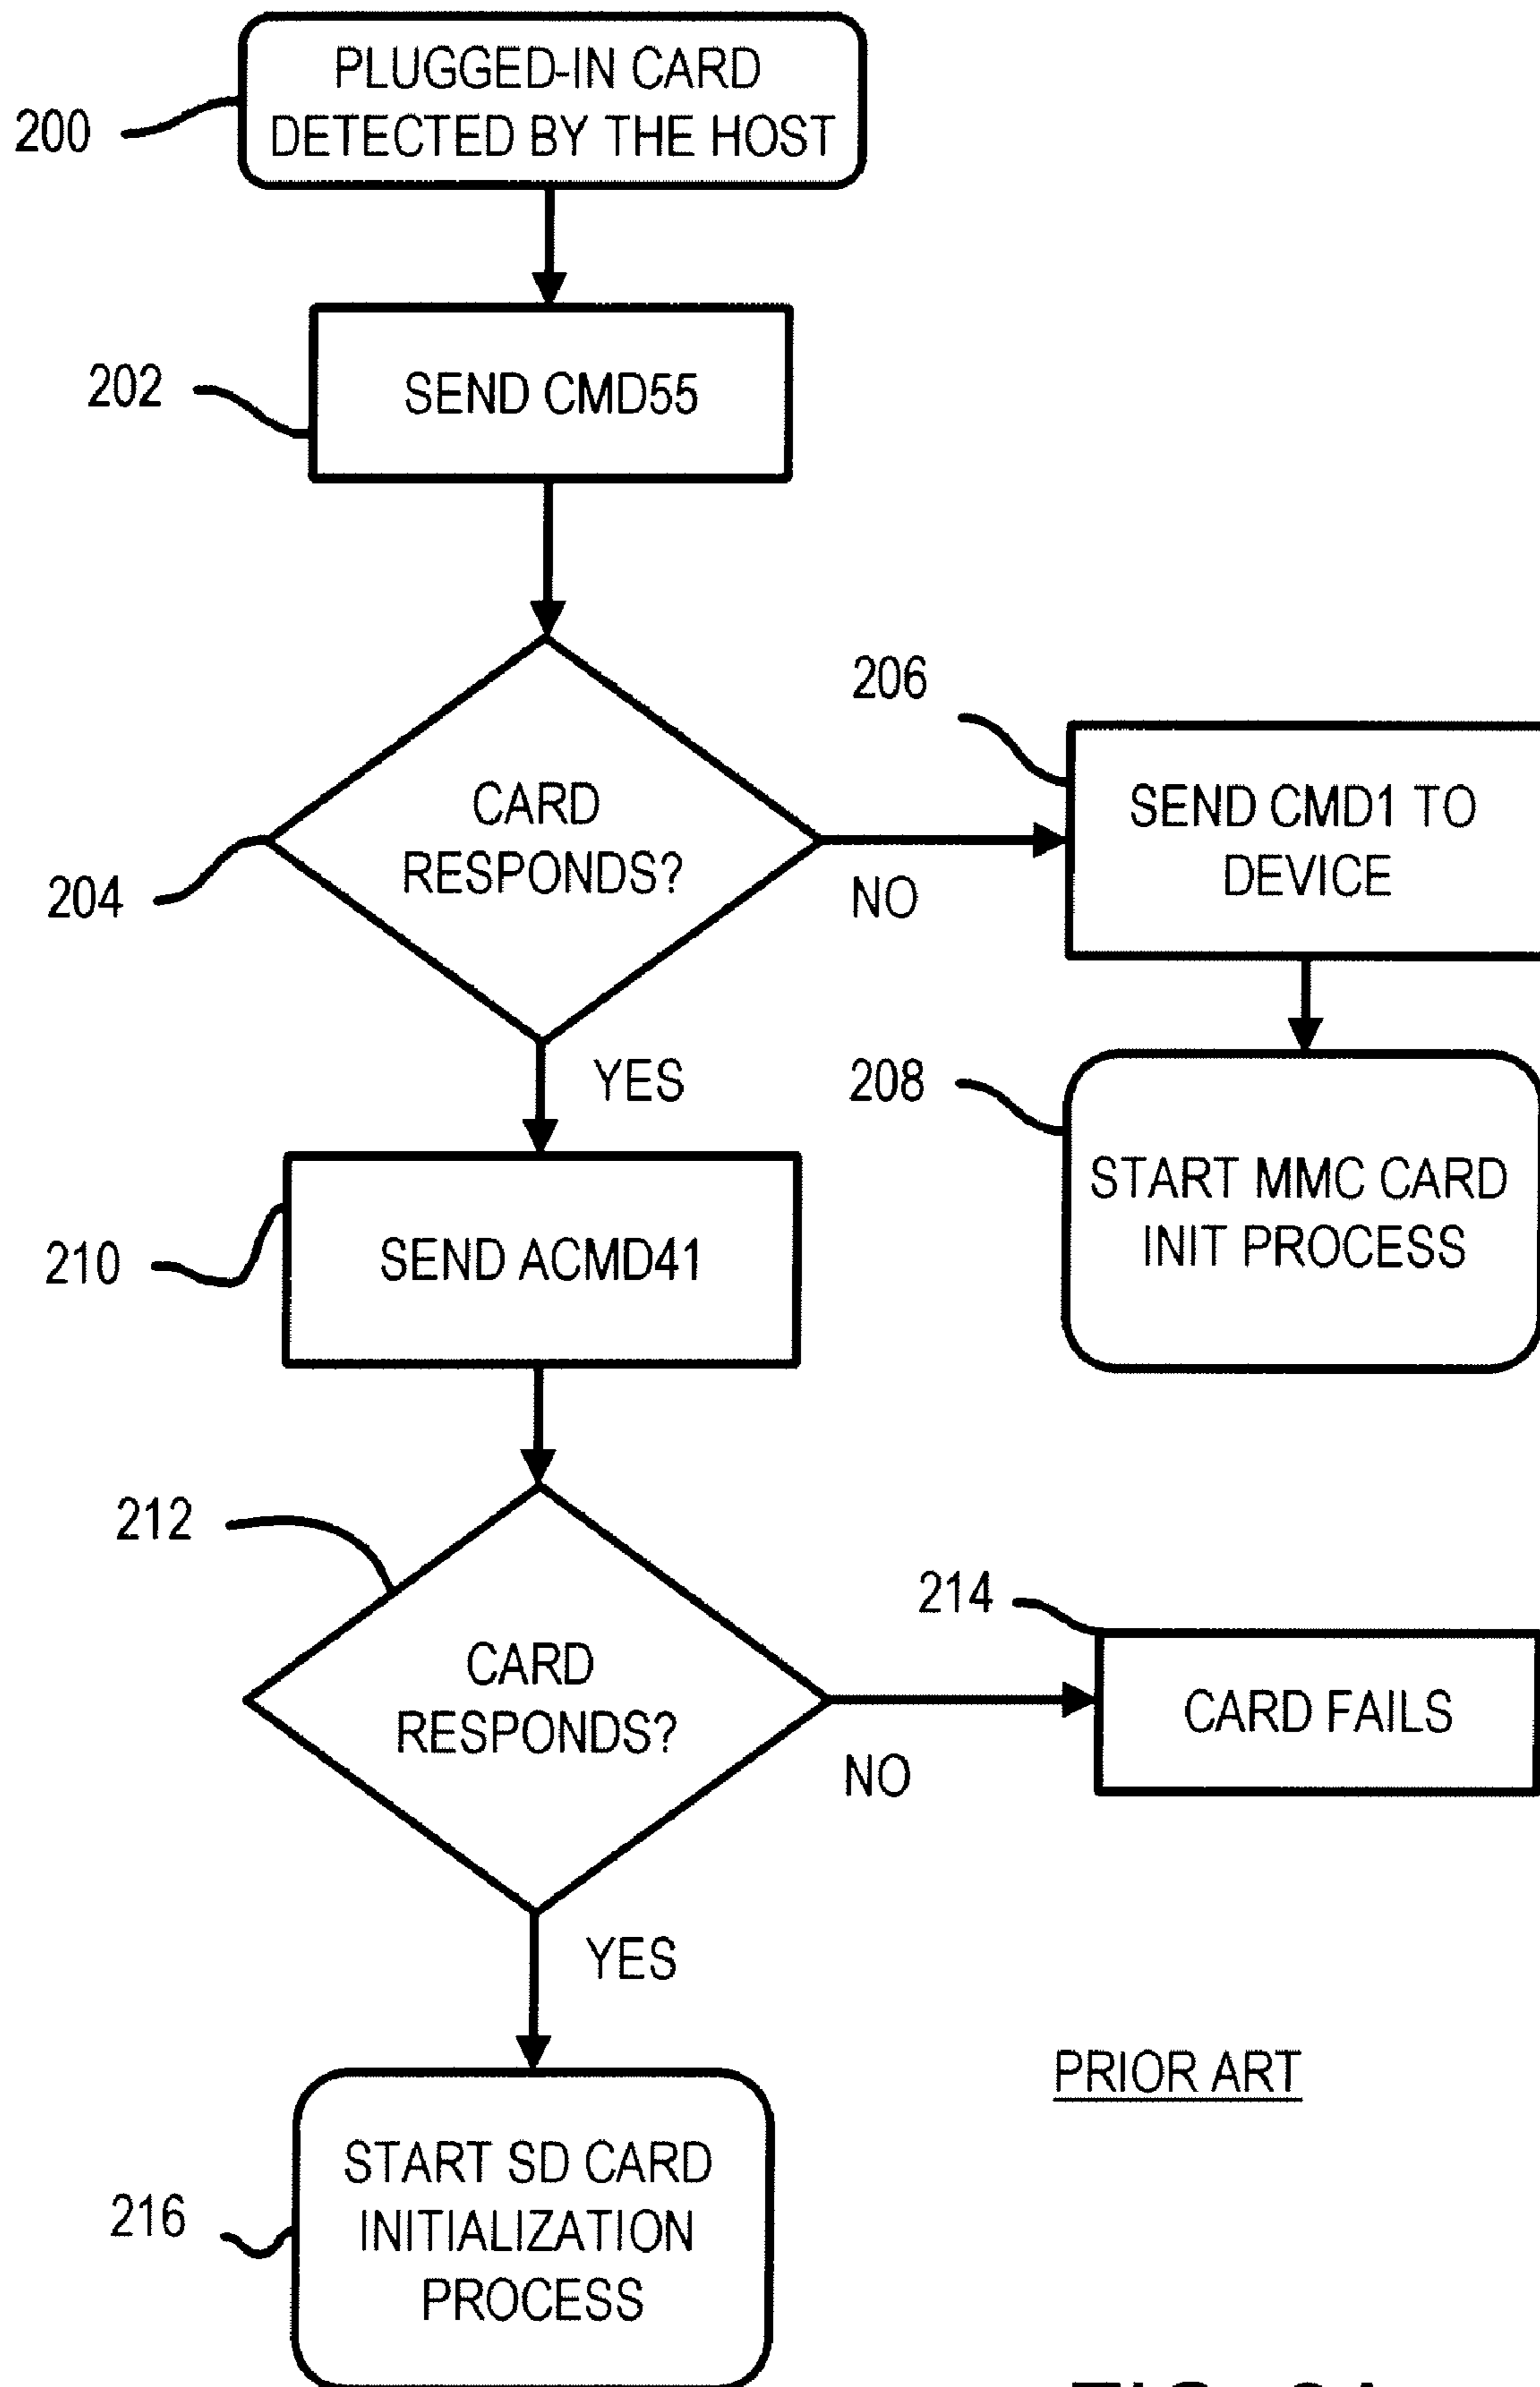 PLUGGED-IN CARD
DETECTED BY THE HOST
200
SEND CMD55
202
CARD
RESPONDS?
204
NO
206
SEND CMD1 TO
DEVICE
YES
208
START MMC CARD
INIT PROCESS
210
SEND ACMD41
212
CARD
RESPONDS?
NO
214
CARD FAILS
YES
PRIOR ART
216
START SD CARD
INITIALIZATION
PROCESS